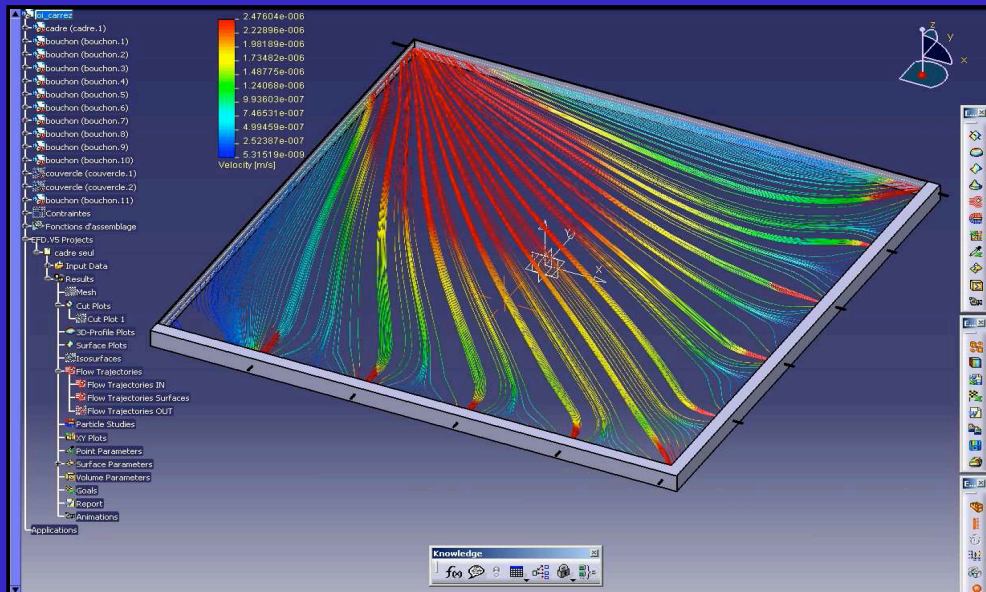 loi_carrez
cadre (cadre.1)
bouchon (bouchon.1)
bouchon (bouchon.2)
bouchon (bouchon.3)
bouchon (bouchon.4)
bouchon (bouchon.5)
bouchon (bouchon.6)
bouchon (bouchon.7)
bouchon (bouchon.8)
bouchon (bouchon.9)
bouchon (bouchon.10)
couvercle (couvercle.1)
couvercle (couvercle.2)
bouchon (bouchon.11)
Contraintes
Fonctions d'assemblage
EFD.V5 Projects
cadre seul
Input Data
Results
Mesh
Cut Plots
Cut Plot 1
3D-Profile Plots
Surface Plots
Isosurfaces
Flow Trajectories
Flow Trajectories IN
Flow Trajectories Surfaces
Flow Trajectories OUT
Particle Studies
XY Plots
Point Parameters
Surface Parameters
Volume Parameters
Goals
Report
Animations
Applications
2.47604e-006
2.22896e-006
1.98189e-006
1.73482e-006
1.48775e-006
1.24068e-006
9.93603e-007
7.46531e-007
4.99459e-007
2.52387e-007
5.31519e-009
Velocity [m/s]
z
y
x
y
x
E...
E...
E...
Knowledge
f(x)